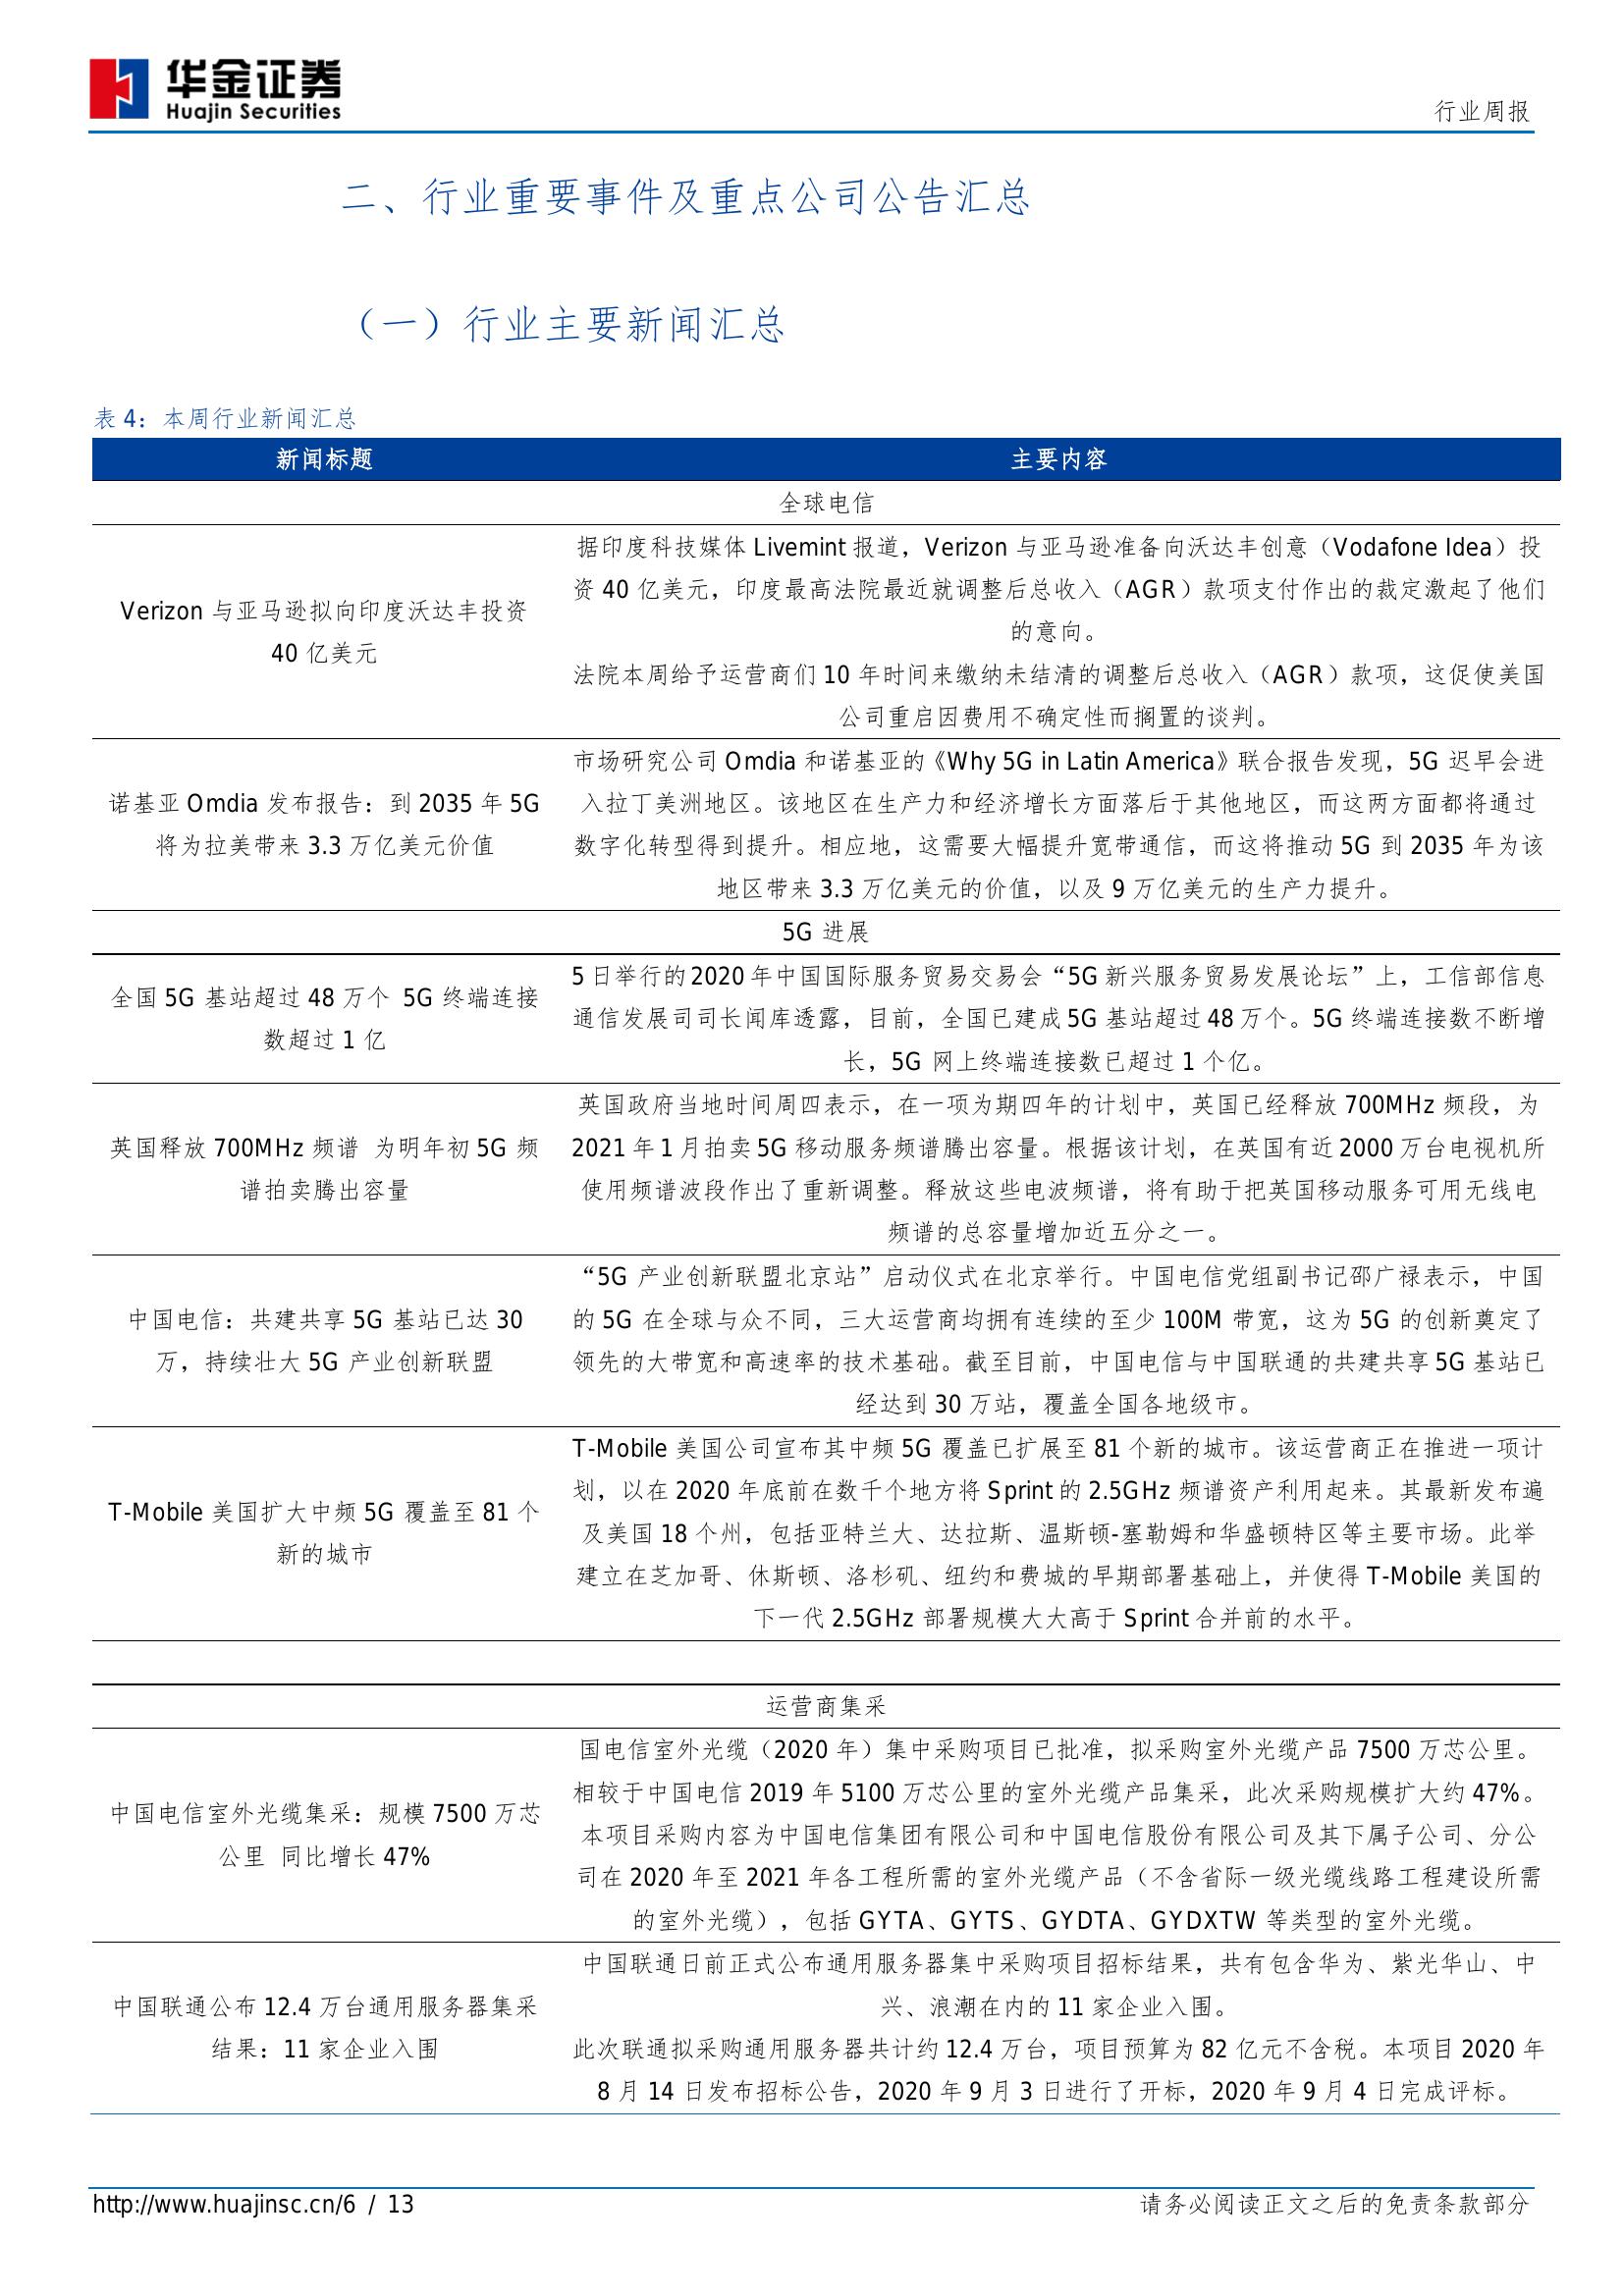 华金证券
Huajin Securities
行业周报
二、行业重要事件及重点公司公告汇总
（一）行业主要新闻汇总
表 4：本周行业新闻汇总
新闻标题 主要内容
全球电信
Verizon 与亚马逊拟向印度沃达丰投资
40 亿美元
据印度科技媒体 Livemint 报道，Verizon 与亚马逊准备向沃达丰创意（Vodafone Idea）投
资 40 亿美元，印度最高法院最近就调整后总收入（AGR）款项支付作出的裁定激起了他们
的意向。
法院本周给予运营商们 10 年时间来缴纳未结清的调整后总收入（AGR）款项，这促使美国
公司重启因费用不确定性而搁置的谈判。
诺基亚 Omdia 发布报告：到 2035 年 5G
将为拉美带来 3.3 万亿美元价值
市场研究公司 Omdia 和诺基亚的《Why 5G in Latin America》联合报告发现，5G 迟早会进
入拉丁美洲地区。该地区在生产力和经济增长方面落后于其他地区，而这两方面都将通过
数字化转型得到提升。相应地，这需要大幅提升宽带通信，而这将推动 5G 到 2035 年为该
地区带来 3.3 万亿美元的价值，以及 9 万亿美元的生产力提升。
5G 进展
全国 5G 基站超过 48 万个 5G 终端连接
数超过 1 亿
5 日举行的 2020 年中国国际服务贸易交易会“5G 新兴服务贸易发展论坛”上，工信部信息
通信发展司司长闻库透露，目前，全国已建成 5G 基站超过 48 万个。5G 终端连接数不断增
长，5G 网上终端连接数已超过 1 个亿。
英国释放 700MHz 频谱 为明年初 5G 频
谱拍卖腾出容量
英国政府当地时间周四表示，在一项为期四年的计划中，英国已经释放 700MHz 频段，为
2021 年 1 月拍卖 5G 移动服务频谱腾出容量。根据该计划，在英国有近 2000 万台电视机所
使用频谱波段作出了重新调整。释放这些电波频谱，将有助于把英国移动服务可用无线电
频谱的总容量增加近五分之一。
中国电信：共建共享 5G 基站已达 30
万，持续壮大 5G 产业创新联盟
“5G 产业创新联盟北京站”启动仪式在北京举行。中国电信党组副书记邵广禄表示，中国
的 5G 在全球与众不同，三大运营商均拥有连续的至少 100M 带宽，这为 5G 的创新奠定了
领先的大带宽和高速率的技术基础。截至目前，中国电信与中国联通的共建共享 5G 基站已
经达到 30 万站，覆盖全国各地级市。
T-Mobile 美国扩大中频 5G 覆盖至 81 个
新的城市
T-Mobile 美国公司宣布其中频 5G 覆盖已扩展至 81 个新的城市。该运营商正在推进一项计
划，以在 2020 年底前在数千个地方将 Sprint 的 2.5GHz 频谱资产利用起来。其最新发布遍
及美国 18 个州，包括亚特兰大、达拉斯、温斯顿-塞勒姆和华盛顿特区等主要市场。此举
建立在芝加哥、休斯顿、洛杉矶、纽约和费城的早期部署基础上，并使得 T-Mobile 美国的
下一代 2.5GHz 部署规模大大高于 Sprint 合并前的水平。
运营商集采
中国电信室外光缆集采：规模 7500 万芯
公里 同比增长 47%
国电信室外光缆（2020 年）集中采购项目已批准，拟采购室外光缆产品 7500 万芯公里。
相较于中国电信 2019 年 5100 万芯公里的室外光缆产品集采，此次采购规模扩大约 47%。
本项目采购内容为中国电信集团有限公司和中国电信股份有限公司及其下属子公司、分公
司在 2020 年至 2021 年各工程所需的室外光缆产品（不含省际一级光缆线路工程建设所需
的室外光缆），包括 GYTA、GYTS、GYDTA、GYDXTW 等类型的室外光缆。
中国联通公布 12.4 万台通用服务器集采
结果：11 家企业入围
中国联通日前正式公布通用服务器集中采购项目招标结果，共有包含华为、紫光华山、中
兴、浪潮在内的 11 家企业入围。
此次联通拟采购通用服务器共计约 12.4 万台，项目预算为 82 亿元不含税。本项目 2020 年
8 月 14 日发布招标公告，2020 年 9 月 3 日进行了开标，2020 年 9 月 4 日完成评标。
http://www.huajinsc.cn/6 / 13
请务必阅读正文之后的免责条款部分